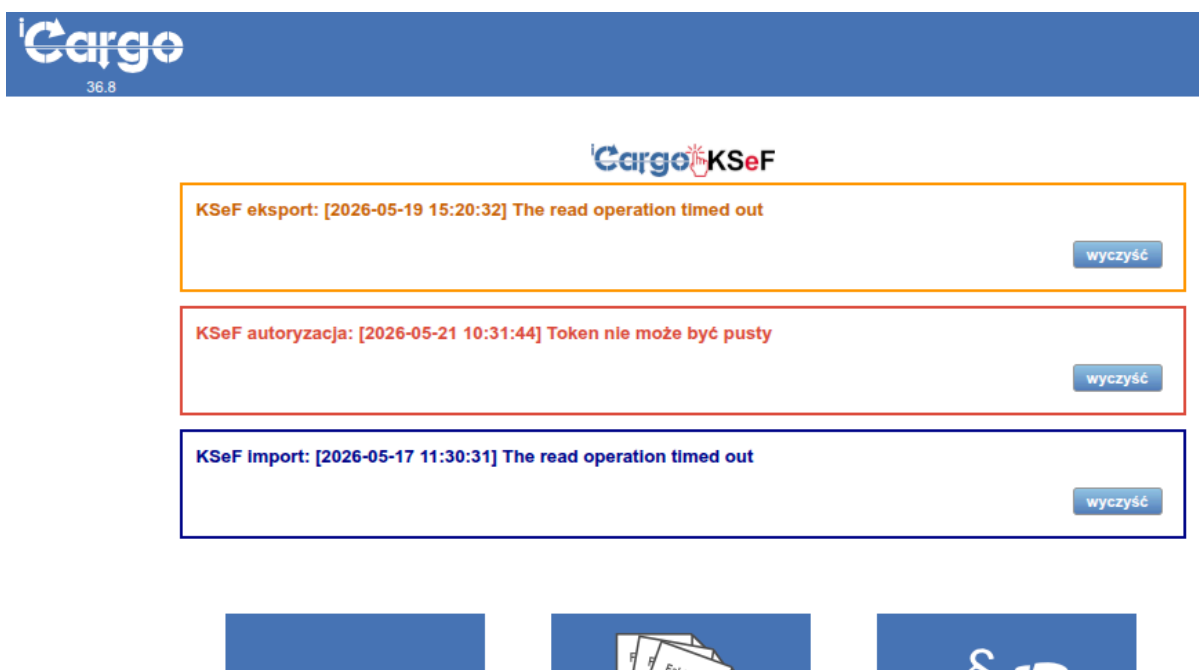 iCargo
36.8
iCargo KSeF
KSeF eksport: [2026-05-19 15:20:32] The read operation timed out
wyczyść
KSeF autoryzacja: [2026-05-21 10:31:44] Token nie może być pusty
wyczyść
KSeF import: [2026-05-17 11:30:31] The read operation timed out
wyczyść